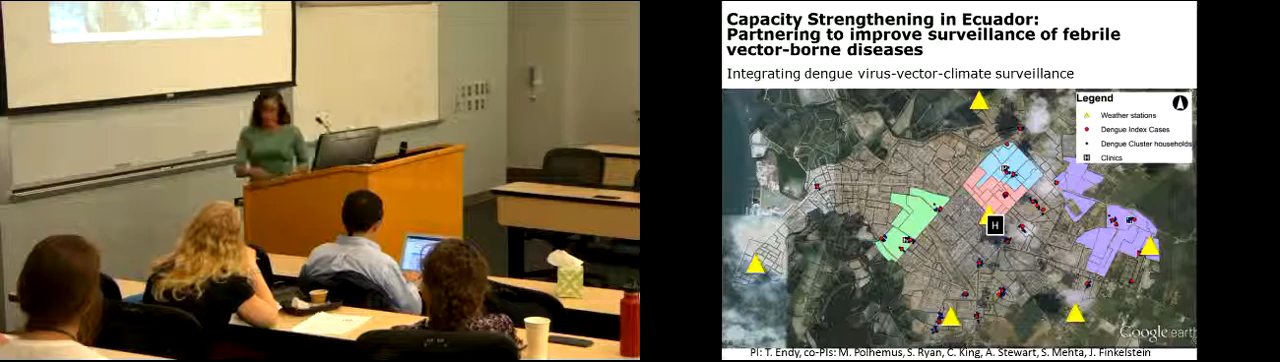 Capacity Strengthening in Ecuador:
Partnering to improve surveillance of febrile
vector-borne diseases
Integrating dengue virus-vector-climate surveillance
Legend
Weather stations
Dengue Index Cases
Dengue Cluster households
H Clinics
H
Google earth
PI: T. Endy, co-PIs: M. Polhemus, S. Ryan, C. King, A. Stewart, S. Mehta, J. Finkelstein